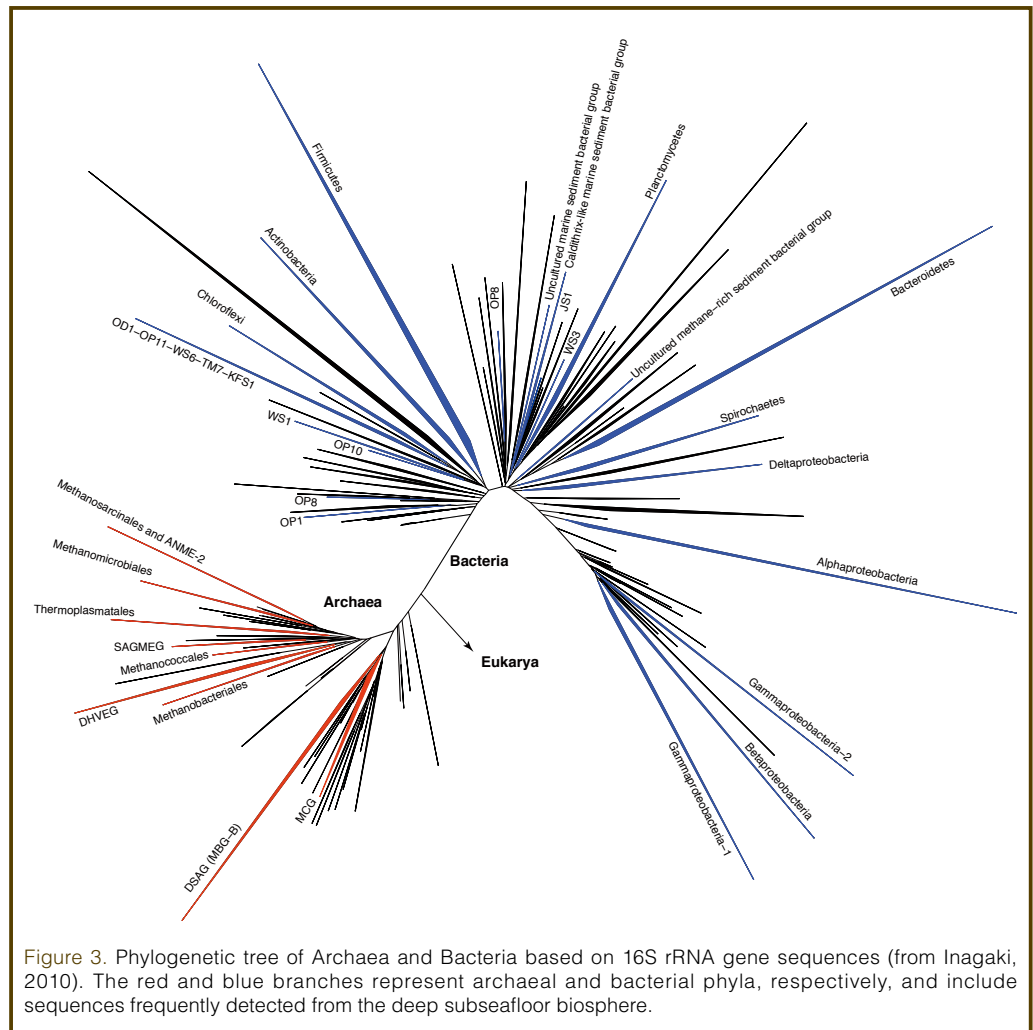 Firmicutes
Actinobacteria
Chloroflexi
OD1–OP11–WS6–TM7–KFS1
WS1
OP10
OP8
OP1
OP8
Uncultured marine sediment bacterial group
Caldithrix-like marine sediment bacterial group
JS1
WS3
Planctomycetes
Uncultured methane–rich sediment bacterial group
Bacteroidetes
Spirochaetes
Deltaproteobacteria
Alphaproteobacteria
Gammaproteobacteria–2
Betaproteobacteria
Gammaproteobacteria–1
Bacteria
Archaea
Eukarya
Methanosarcinales and ANME-2
Methanomicrobiales
Thermoplasmatales
SAGMEG
Methanococcales
DHVEG
Methanobacteriales
MCG
DSAG (MBG–B)
Figure 3. Phylogenetic tree of Archaea and Bacteria based on 16S rRNA gene sequences (from Inagaki,
2010). The red and blue branches represent archaeal and bacterial phyla, respectively, and include
sequences frequently detected from the deep subseafloor biosphere.